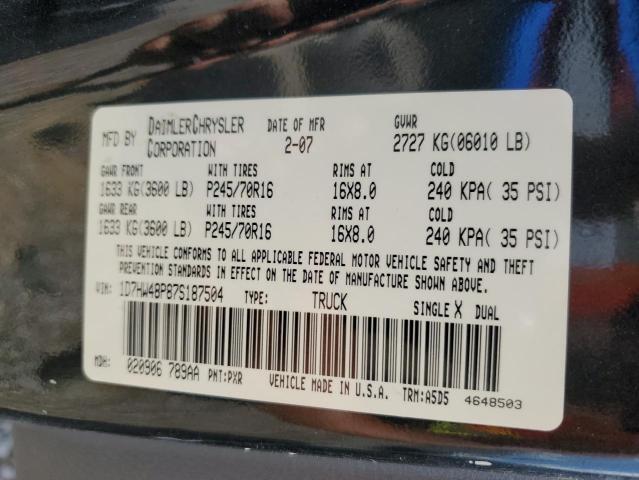 MFD BY DAIMLERCHRYSLER CORPORATION DATE OF MFR 2-07 GVWR 2727 KG(06010 LB)
GAWR FRONT WITH TIRES RIMS AT COLD
1633 KG(3600 LB) P245/70R16 16X8.0 240 KPA( 35 PSI)
GAWR REAR WITH TIRES RIMS AT COLD
1633 KG(3600 LB) P245/70R16 16X8.0 240 KPA( 35 PSI)
THIS VEHICLE CONFORMS TO ALL APPLICABLE FEDERAL MOTOR VEHICLE SAFETY AND THEFT
PREVENTION STANDARDS IN EFFECT ON THE DATE OF MANUFACTURE SHOWN ABOVE.
VIN: 1D7HW48P87S187504 TYPE: TRUCK SINGLE X DUAL
MDH: 020906 789AA PNT:PXR VEHICLE MADE IN U.S.A. TRM:A5D5 4648503